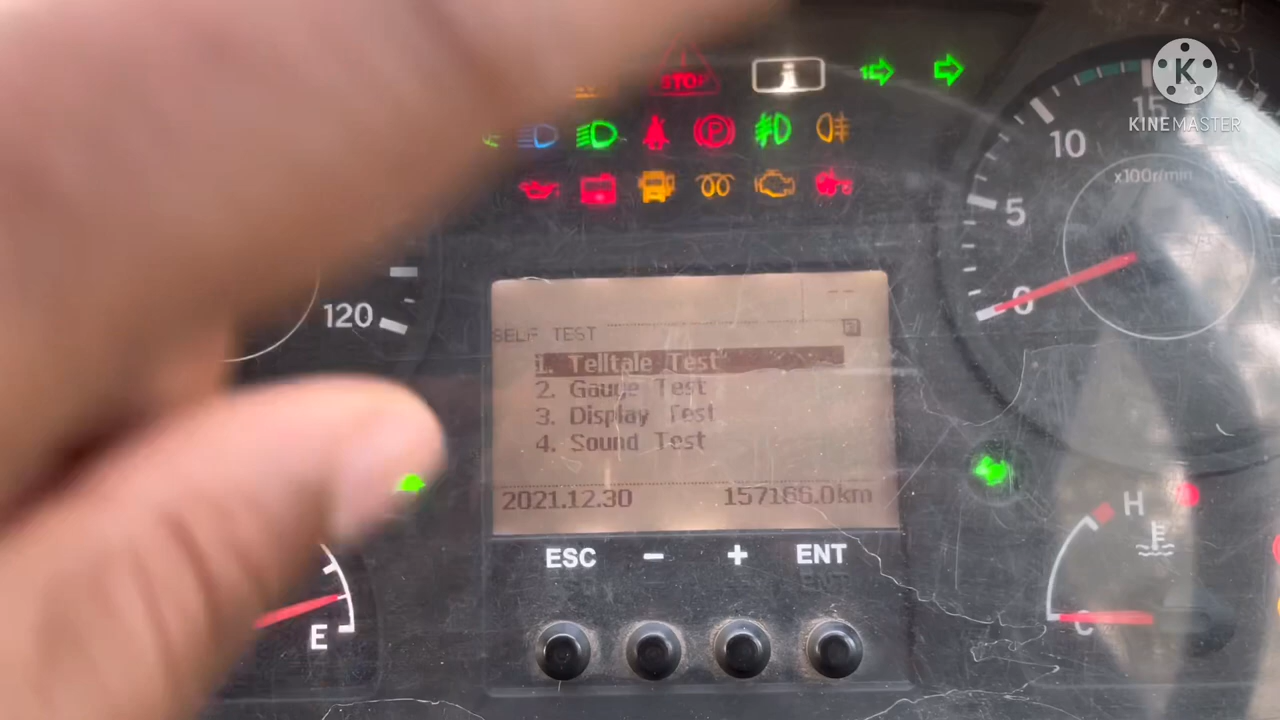 STOP
K
KINEMASTER
15
10
x100r/min
5
0
120
SELF TEST
1. Telltale Test
2. Gauge Test
3. Display Test
4. Sound Test
2021.12.30 157166.0km
H
ESC - + ENT
E
C